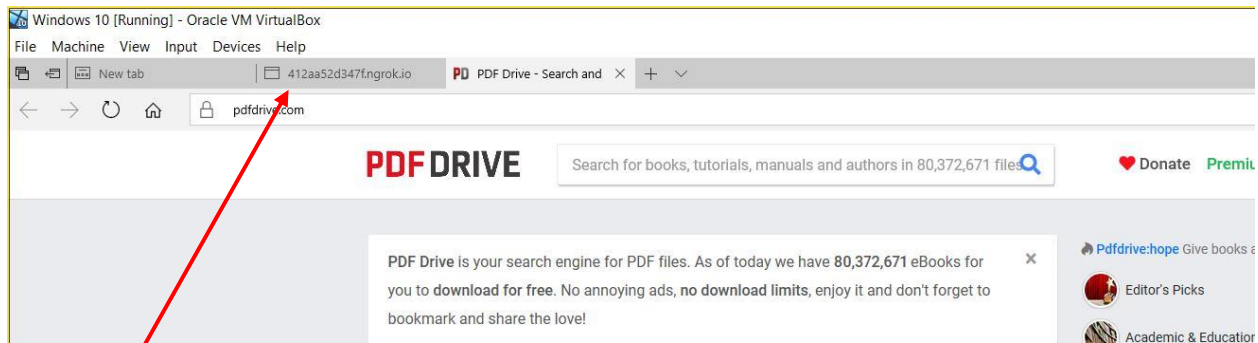 Windows 10 [Running] - Oracle VM VirtualBox
File Machine View Input Devices Help
New tab 412aa52d347f.ngrok.io PD PDF Drive - Search and
pdfdrive.com
PDF DRIVE Search for books, tutorials, manuals and authors in 80,372,671 files Donate Premiu
PDF Drive is your search engine for PDF files. As of today we have 80,372,671 eBooks for
you to download for free. No annoying ads, no download limits, enjoy it and don't forget to
bookmark and share the love!
Pdfdrive:hope Give books a
Editor's Picks
Academic & Education